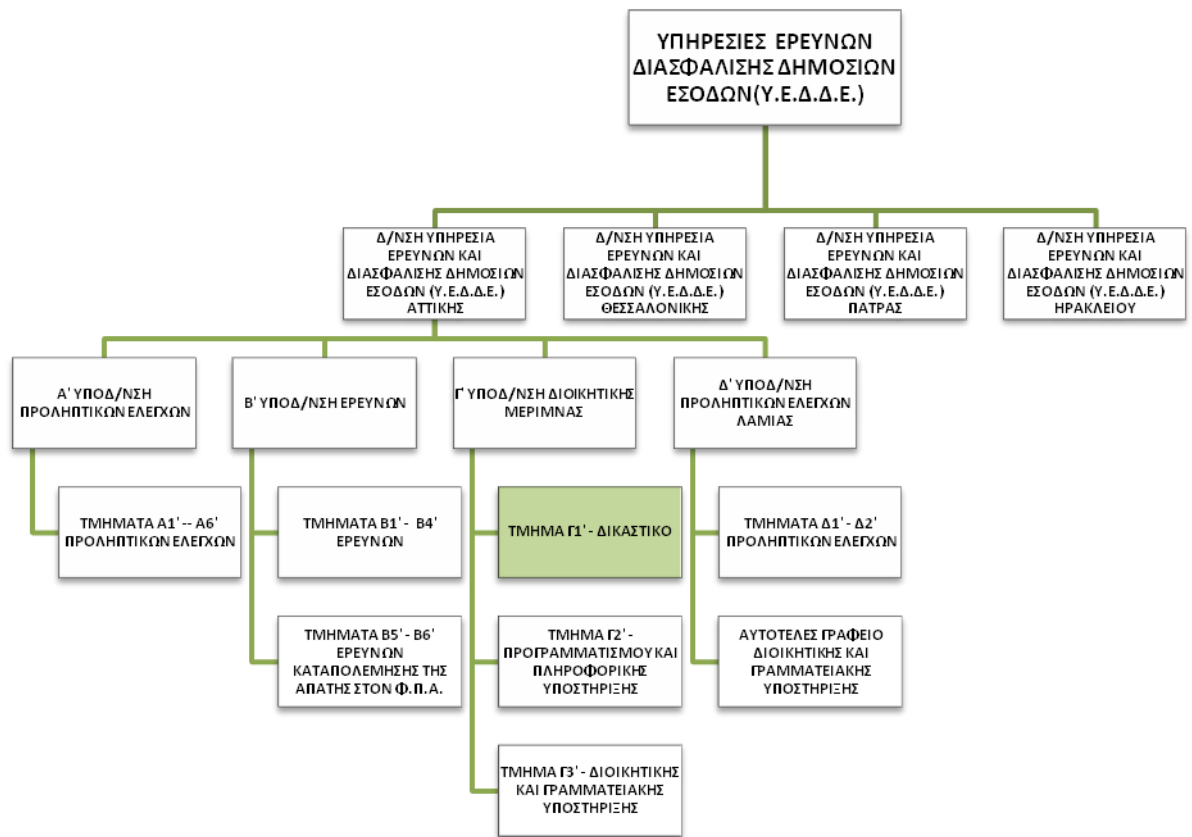 ΥΠΗΡΕΣΙΕΣ ΕΡΕΥΝΩΝ
ΔΙΑΣΦΑΛΙΣΗΣ ΔΗΜΟΣΙΩΝ
ΕΣΟΔΩΝ(Υ.Ε.Δ.Δ.Ε.)
Δ/ΝΣΗ ΥΠΗΡΕΣΙΑ
ΕΡΕΥΝΩΝ ΚΑΙ
ΔΙΑΣΦΑΛΙΣΗΣ ΔΗΜΟΣΙΩΝ
ΕΣΟΔΩΝ (Υ.Ε.Δ.Δ.Ε.)
ΑΤΤΙΚΗΣ
Δ/ΝΣΗ ΥΠΗΡΕΣΙΑ
ΕΡΕΥΝΩΝ ΚΑΙ
ΔΙΑΣΦΑΛΙΣΗΣ ΔΗΜΟΣΙΩΝ
ΕΣΟΔΩΝ (Υ.Ε.Δ.Δ.Ε.)
ΘΕΣΣΑΛΟΝΙΚΗΣ
Δ/ΝΣΗ ΥΠΗΡΕΣΙΑ
ΕΡΕΥΝΩΝ ΚΑΙ
ΔΙΑΣΦΑΛΙΣΗΣ ΔΗΜΟΣΙΩΝ
ΕΣΟΔΩΝ (Υ.Ε.Δ.Δ.Ε.)
ΠΑΤΡΑΣ
Δ/ΝΣΗ ΥΠΗΡΕΣΙΑ
ΕΡΕΥΝΩΝ ΚΑΙ
ΔΙΑΣΦΑΛΙΣΗΣ ΔΗΜΟΣΙΩΝ
ΕΣΟΔΩΝ (Υ.Ε.Δ.Δ.Ε.)
ΗΡΑΚΛΕΙΟΥ
Α' ΥΠΟΔ/ΝΣΗ
ΠΡΟΛΗΠΤΙΚΩΝ ΕΛΕΓΧΩΝ
Β' ΥΠΟΔ/ΝΣΗ ΕΡΕΥΝΩΝ
Γ' ΥΠΟΔ/ΝΣΗ ΔΙΟΙΚΗΤΙΚΗΣ
ΜΕΡΙΜΝΑΣ
Δ' ΥΠΟΔ/ΝΣΗ
ΠΡΟΛΗΠΤΙΚΩΝ ΕΛΕΓΧΩΝ
ΛΑΜΙΑΣ
ΤΜΗΜΑΤΑ Α1' -- Α6'
ΠΡΟΛΗΠΤΙΚΩΝ ΕΛΕΓΧΩΝ
ΤΜΗΜΑΤΑ Β1' - Β4'
ΕΡΕΥΝΩΝ
ΤΜΗΜΑ Γ1' - ΔΙΚΑΣΤΙΚΟ
ΤΜΗΜΑΤΑ Δ1' - Δ2'
ΠΡΟΛΗΠΤΙΚΩΝ ΕΛΕΓΧΩΝ
ΤΜΗΜΑΤΑ Β5' - Β6'
ΕΡΕΥΝΩΝ
ΚΑΤΑΠΟΛΕΜΗΣΗΣ ΤΗΣ
ΑΠΑΤΗΣ ΣΤΟΝ Φ.Π.Α.
ΤΜΗΜΑ Γ2' -
ΠΡΟΓΡΑΜΜΑΤΙΣΜΟΥ ΚΑΙ
ΠΛΗΡΟΦΟΡΙΚΗΣ
ΥΠΟΣΤΗΡΙΞΗΣ
ΑΥΤΟΤΕΛΕΣ ΓΡΑΦΕΙΟ
ΔΙΟΙΚΗΤΙΚΗΣ ΚΑΙ
ΓΡΑΜΜΑΤΕΙΑΚΗΣ
ΥΠΟΣΤΗΡΙΞΗΣ
ΤΜΗΜΑ Γ3' - ΔΙΟΙΚΗΤΙΚΗΣ
ΚΑΙ ΓΡΑΜΜΑΤΕΙΑΚΗΣ
ΥΠΟΣΤΗΡΙΞΗΣ